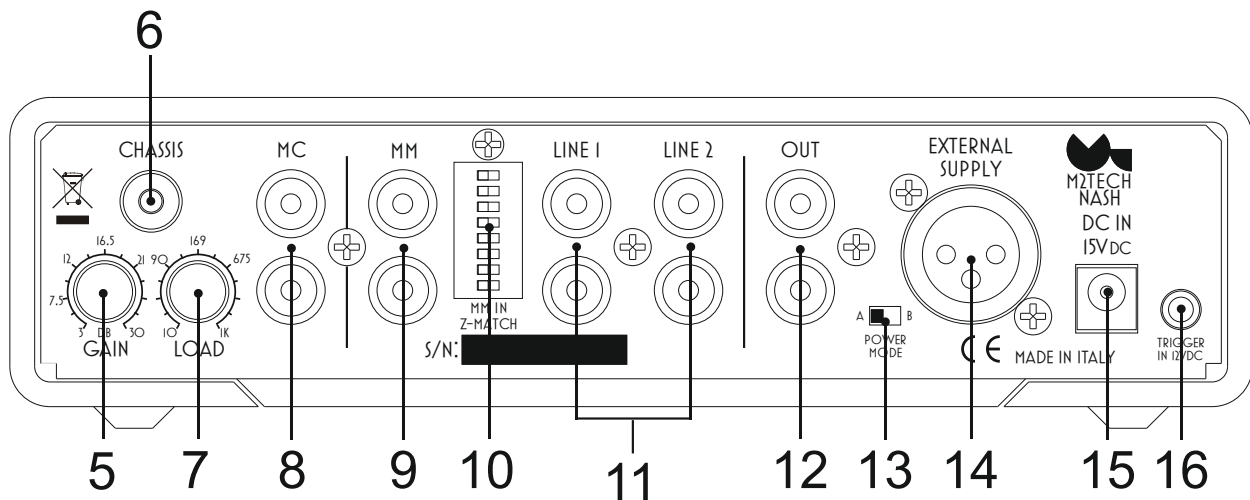 6
CHASSIS
MC
MM
LINE 1
LINE 2
OUT
EXTERNAL
SUPPLY
M2TECH
NASH
DC IN
15VDC
3
7.5
12
16.5
21
30
DB
GAIN
10
90
169
675
1K
LOAD
MM IN
Z-MATCH
S/N:
A
B
POWER
MODE
CE
MADE IN ITALY
TRIGGER
IN 12VDC
5
7
8
9
10
11
12
13
14
15
16